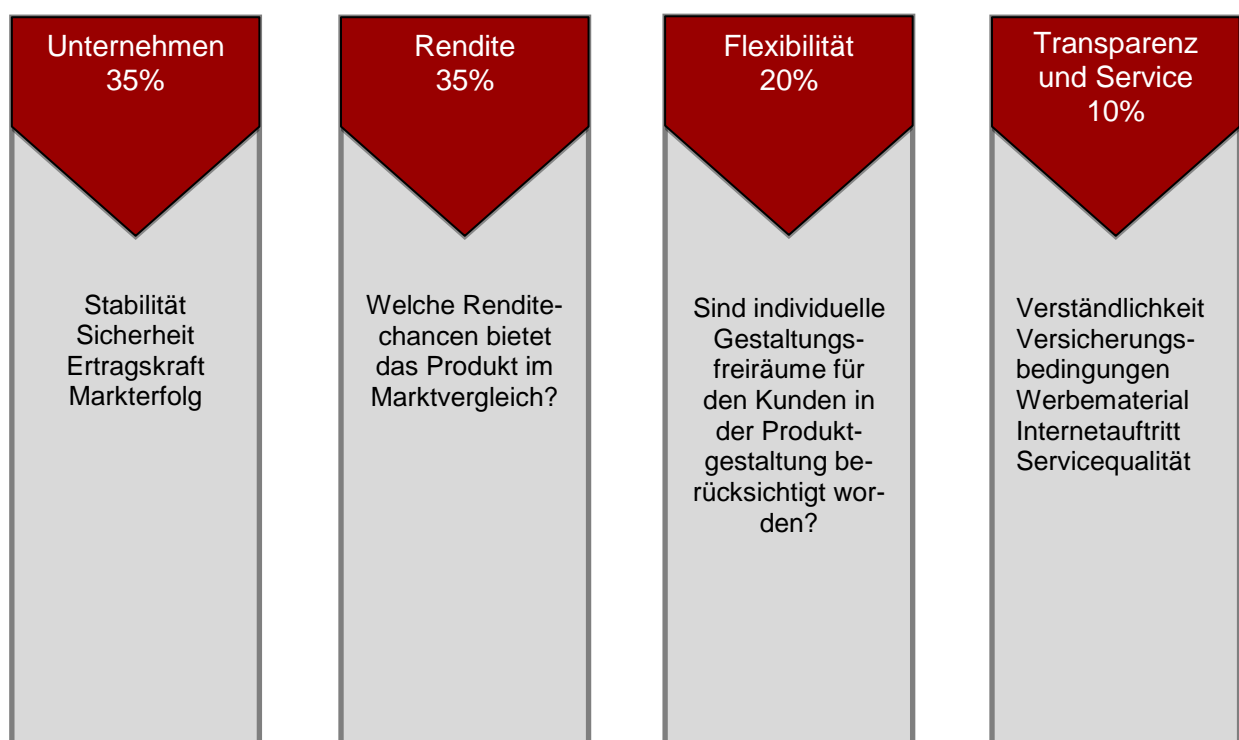 Unternehmen
35%
Stabilität
Sicherheit
Ertragskraft
Markterfolg
Rendite
35%
Welche Rendite-
chancen bietet
das Produkt im
Marktvergleich?
Flexibilität
20%
Sind individuelle
Gestaltungs-
freiräume für
den Kunden in
der Produkt-
gestaltung be-
rücksichtigt wor-
den?
Transparenz
und Service
10%
Verständlichkeit
Versicherungs-
bedingungen
Werbematerial
Internetauftritt
Servicequalität